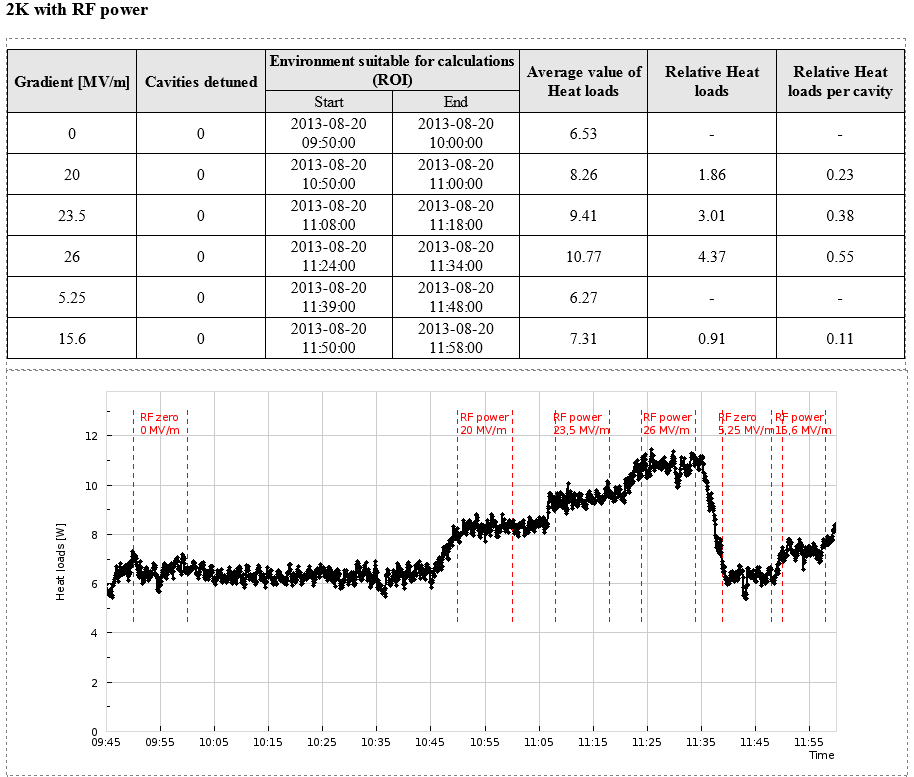 2K with RF power
Gradient [MV/m] Cavities detuned Environment suitable for calculations (ROI) Average value of Heat loads Relative Heat loads Relative Heat loads per cavity
Start End
0 0 2013-08-20 09:50:00 2013-08-20 10:00:00 6.53 - -
20 0 2013-08-20 10:50:00 2013-08-20 11:00:00 8.26 1.86 0.23
23.5 0 2013-08-20 11:08:00 2013-08-20 11:18:00 9.41 3.01 0.38
26 0 2013-08-20 11:24:00 2013-08-20 11:34:00 10.77 4.37 0.55
5.25 0 2013-08-20 11:39:00 2013-08-20 11:48:00 6.27 - -
15.6 0 2013-08-20 11:50:00 2013-08-20 11:58:00 7.31 0.91 0.11
RF zero RF power RF power RF power RF zero RF power
0 MV/m 20 MV/m 23,5 MV/m 26 MV/m 5,25 MV/m 15,6 MV/m
12
10
8
6
4
2
0
Heat loads [W]
09:45 09:55 10:05 10:15 10:25 10:35 10:45 10:55 11:05 11:15 11:25 11:35 11:45 11:55
Time